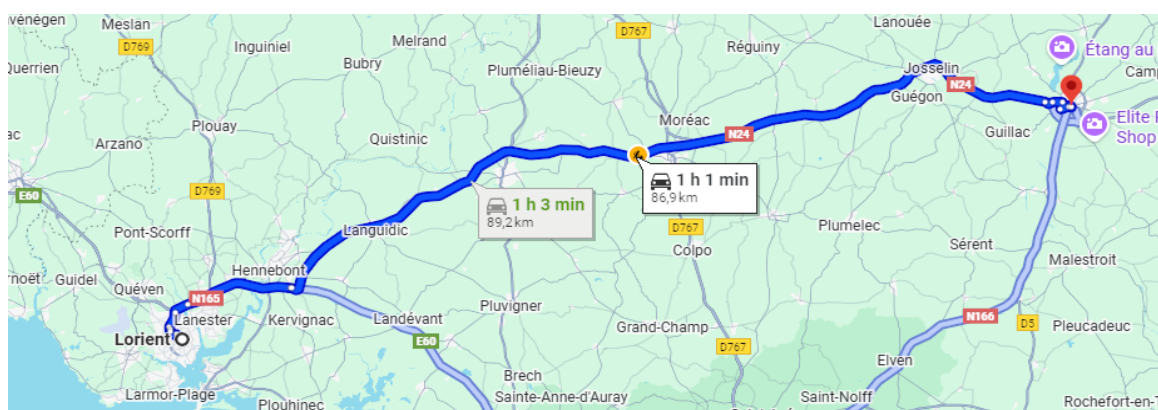 avénégen
Meslan
D769
Inguiniel
Melrand
D767
Réguiny
Lanouée
Étang au
Querrien
Bubry
Pluméliau-Bieuzy
Josselin
N24
Camp
Guégon
Plouay
Quistinic
Moréac
N24
Guillac
Elite F
Shop
ac
Arzano
E60
D769
1 h 1 min
86,9 km
1 h 3 min
89,2 km
Pont-Scorff
Languidic
D767
Plumelec
Colpo
Sérent
Malestroit
rnoët
Guidel
Hennebont
Quéven
N165
Lanester
Kervignac
Landévant
Pluvigner
Grand-Champ
N166
D5
Pleucadeuc
Lorient
E60
D767
Elven
Larmor-Plage
Plouhinec
Brech
Sainte-Anne-d'Auray
Saint-Nolff
Rochefort-en-T